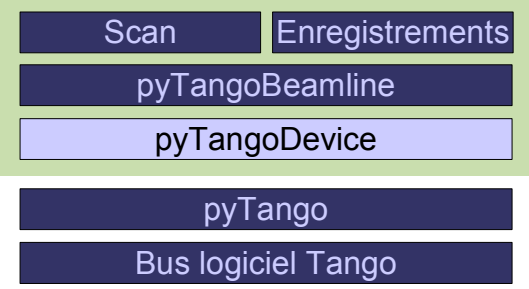 Scan
Enregistrements
pyTangoBeamline
pyTangoDevice
pyTango
Bus logiciel Tango